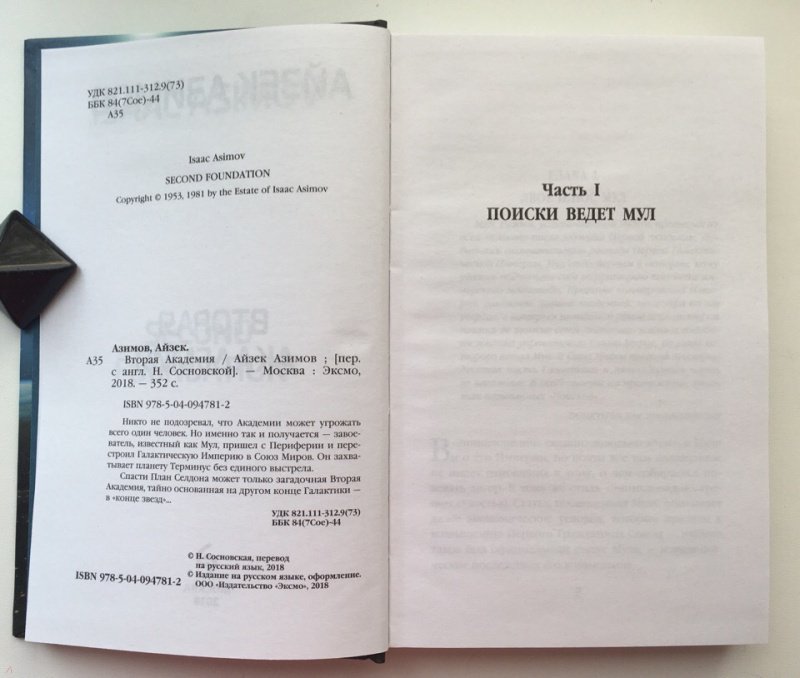 УДК 821.111-312.9(73)
ББК 84(7Сое)-44
А35
Isaac Asimov
SECOND FOUNDATION
Copyright © 1953, 1981 by the Estate of Isaac Asimov
Азимов, Айзек.
А35 Вторая Академия / Айзек Азимов ; [пер.
с англ. Н. Сосновской]. — Москва : Эксмо,
2018. — 352 с.
ISBN 978-5-04-094781-2
Никто не подозревал, что Академии может угрожать
всего один человек. Но именно так и получается — завое-
ватель, известный как Мул, пришел с Периферии и пере-
строил Галактическую Империю в Союз Миров. Он захва-
тывает планету Терминус без единого выстрела.
Спасти План Селдона может только загадочная Вторая
Академия, тайно основанная на другом конце Галактики —
в «конце звезд»...
УДК 821.111-312.9(73)
ББК 84(7Сое)-44
© Н. Сосновская, перевод
на русский язык, 2018
© Издание на русском языке, оформление.
ISBN 978-5-04-094781-2 ООО «Издательство «Эксмо», 2018
Часть I
ПОИСКИ ВЕДЕТ МУЛ